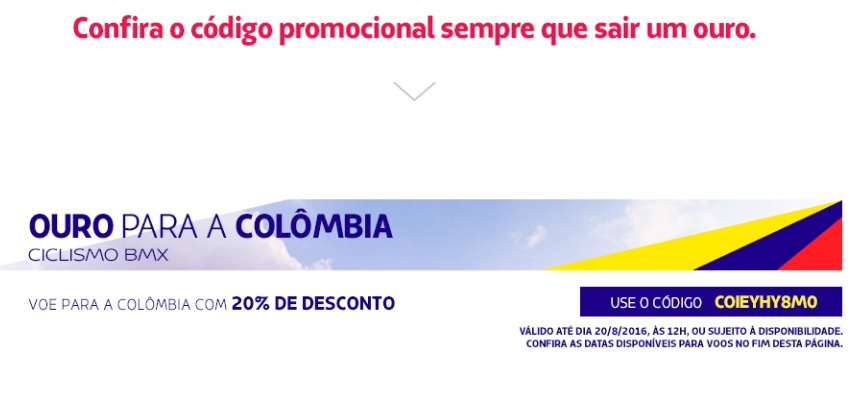 Confira o código promocional sempre que sair um ouro.
OURO PARA A COLÔMBIA
CICLISMO BMX
VOE PARA A COLÔMBIA COM 20% DE DESCONTO
USE O CÓDIGO COIEYHY8M0
VÁLIDO ATÉ DIA 20/8/2016, ÀS 12H, OU SUJEITO À DISPONIBILIDADE.
CONFIRA AS DATAS DISPONÍVEIS PARA VOOS NO FIM DESTA PÁGINA.